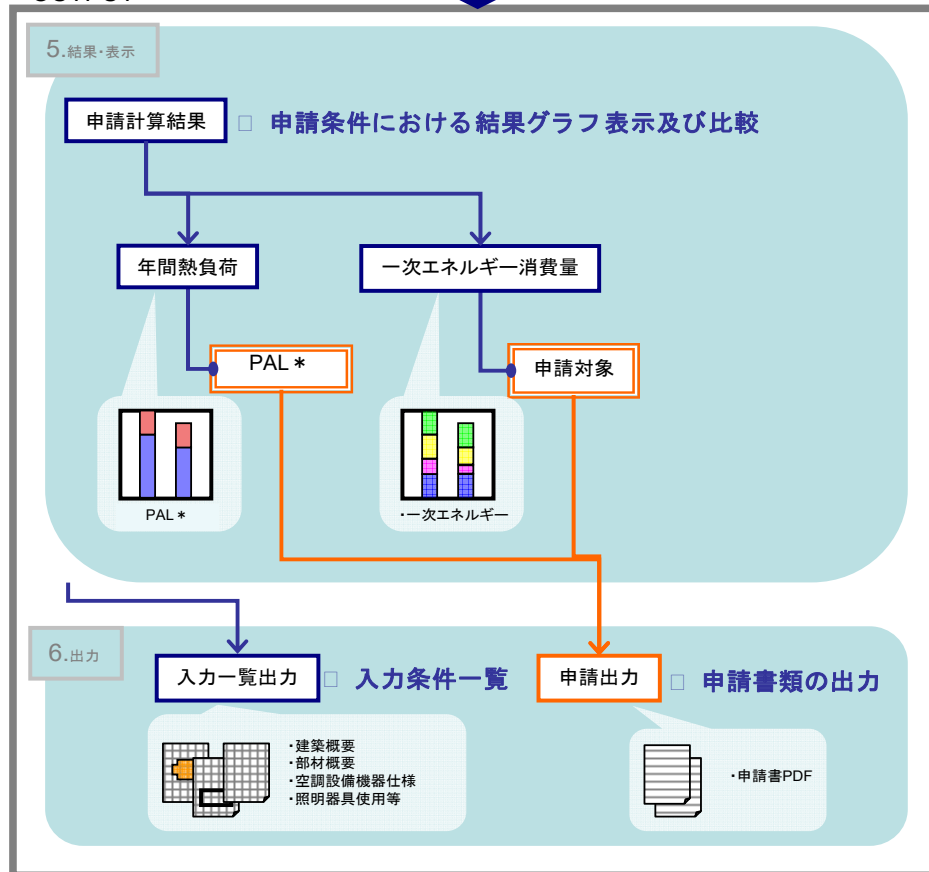 5.結果・表示
申請計算結果
□ 申請条件における結果グラフ表示及び比較
年間熱負荷
一次エネルギー消費量
PAL＊
申請対象
PAL＊
・一次エネルギー
6.出力
入力一覧出力
□ 入力条件一覧
申請出力
□ 申請書類の出力
・建築概要
・部材概要
・空調設備機器仕様
・照明器具使用等
・申請書PDF